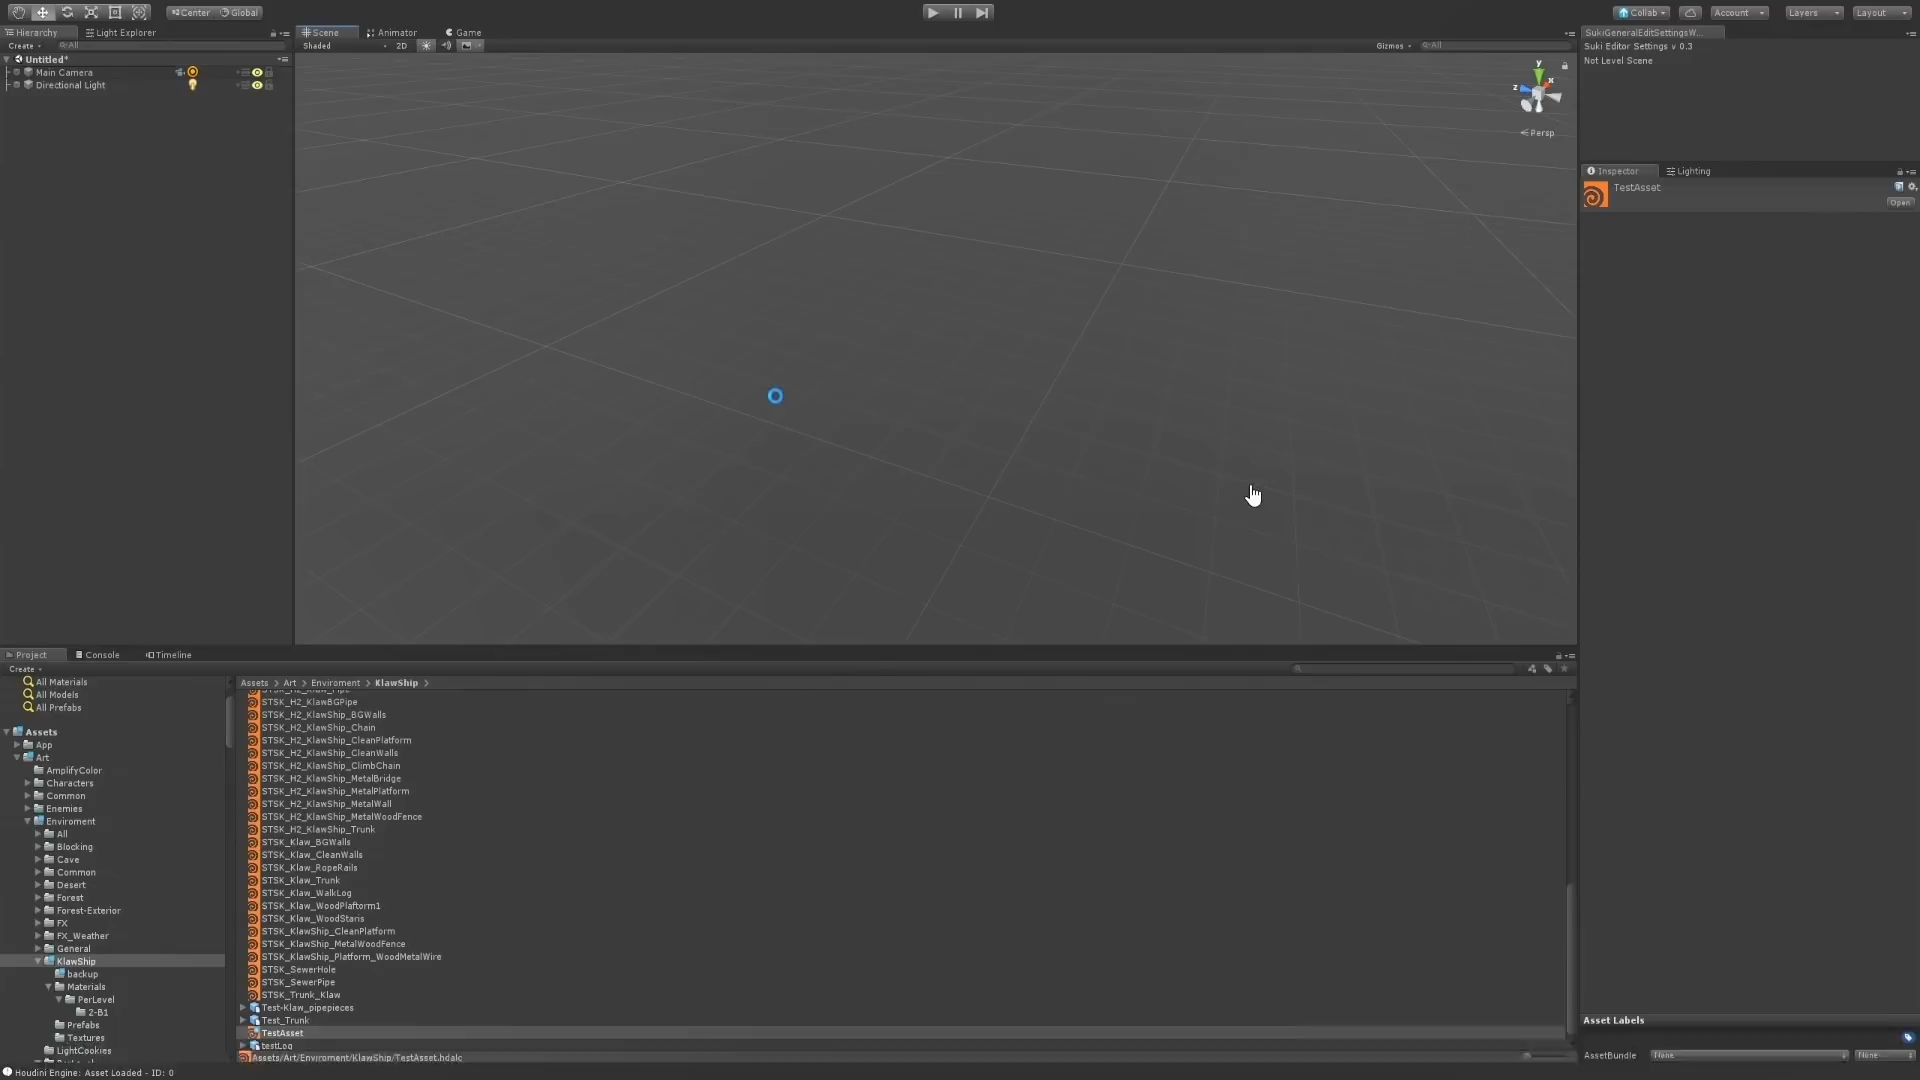 Center Global
Collab Account Layers Layout
Hierarchy Light Explorer
Create All
Untitled*
Main Camera
Directional Light
Scene Animator Game
Shaded 2D Gizmos All
y
x
z
Persp
SukiGeneralEditSettingsW...
Suki Editor Settings v 0.3
Not Level Scene
Inspector Lighting
TestAsset
Open
Project Console Timeline
Create
All Materials
All Models
All Prefabs
Assets
App
Art
AmplifyColor
Characters
Common
Enemies
Enviroment
All
Blocking
Cave
Common
Desert
Forest
Forest-Exterior
FX
FX_Weather
General
KlawShip
backup
Materials
PerLevel
2-B1
Prefabs
Textures
LightCookies
Assets > Art > Enviroment > KlawShip >
STSK_H2_Klaw_Pipe
STSK_H2_KlawBGPipe
STSK_H2_KlawShip_BGWalls
STSK_H2_KlawShip_Chain
STSK_H2_KlawShip_CleanPlatform
STSK_H2_KlawShip_CleanWalls
STSK_H2_KlawShip_ClimbChain
STSK_H2_KlawShip_MetalBridge
STSK_H2_KlawShip_MetalPlatform
STSK_H2_KlawShip_MetalWall
STSK_H2_KlawShip_MetalWoodFence
STSK_H2_KlawShip_Trunk
STSK_Klaw_BGWalls
STSK_Klaw_CleanWalls
STSK_Klaw_RopeRails
STSK_Klaw_Trunk
STSK_Klaw_WalkLog
STSK_Klaw_WoodPlaftorm1
STSK_Klaw_WoodStaris
STSK_KlawShip_CleanPlatform
STSK_KlawShip_MetalWoodFence
STSK_KlawShip_Platform_WoodMetalWire
STSK_SewerHole
STSK_SewerPipe
STSK_Trunk_Klaw
Test-Klaw_pipepieces
Test_Trunk
TestAsset
testLog
Assets/Art/Enviroment/KlawShip/TestAsset.hdalc
Asset Labels
AssetBundle None None
Houdini Engine: Asset Loaded - ID: 0